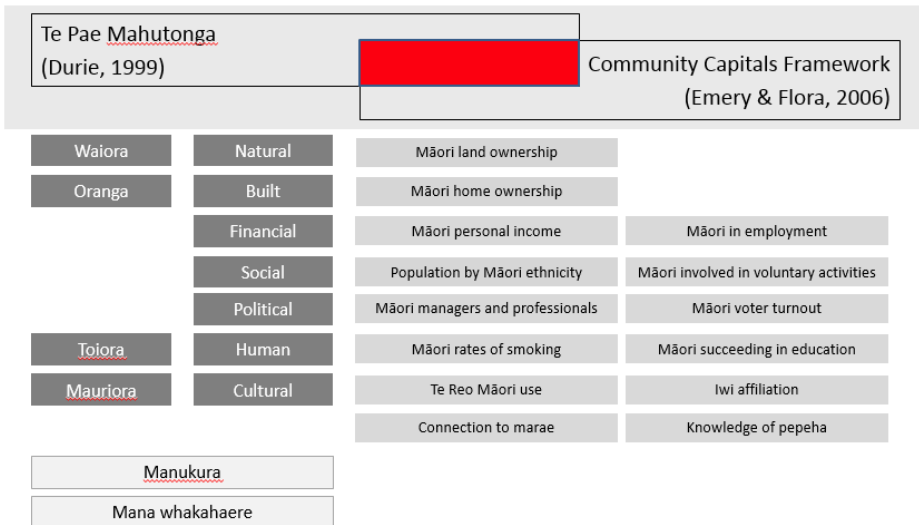 Te Pae Mahutonga
(Durie, 1999)
Community Capitals Framework
(Emery & Flora, 2006)
Waiora
Natural
Māori land ownership
Oranga
Built
Māori home ownership
Financial
Māori personal income
Māori in employment
Social
Population by Māori ethnicity
Māori involved in voluntary activities
Political
Māori managers and professionals
Māori voter turnout
Toiora
Human
Māori rates of smoking
Māori succeeding in education
Mauriora
Cultural
Te Reo Māori use
Iwi affiliation
Connection to marae
Knowledge of pepeha
Manukura
Mana whakahaere